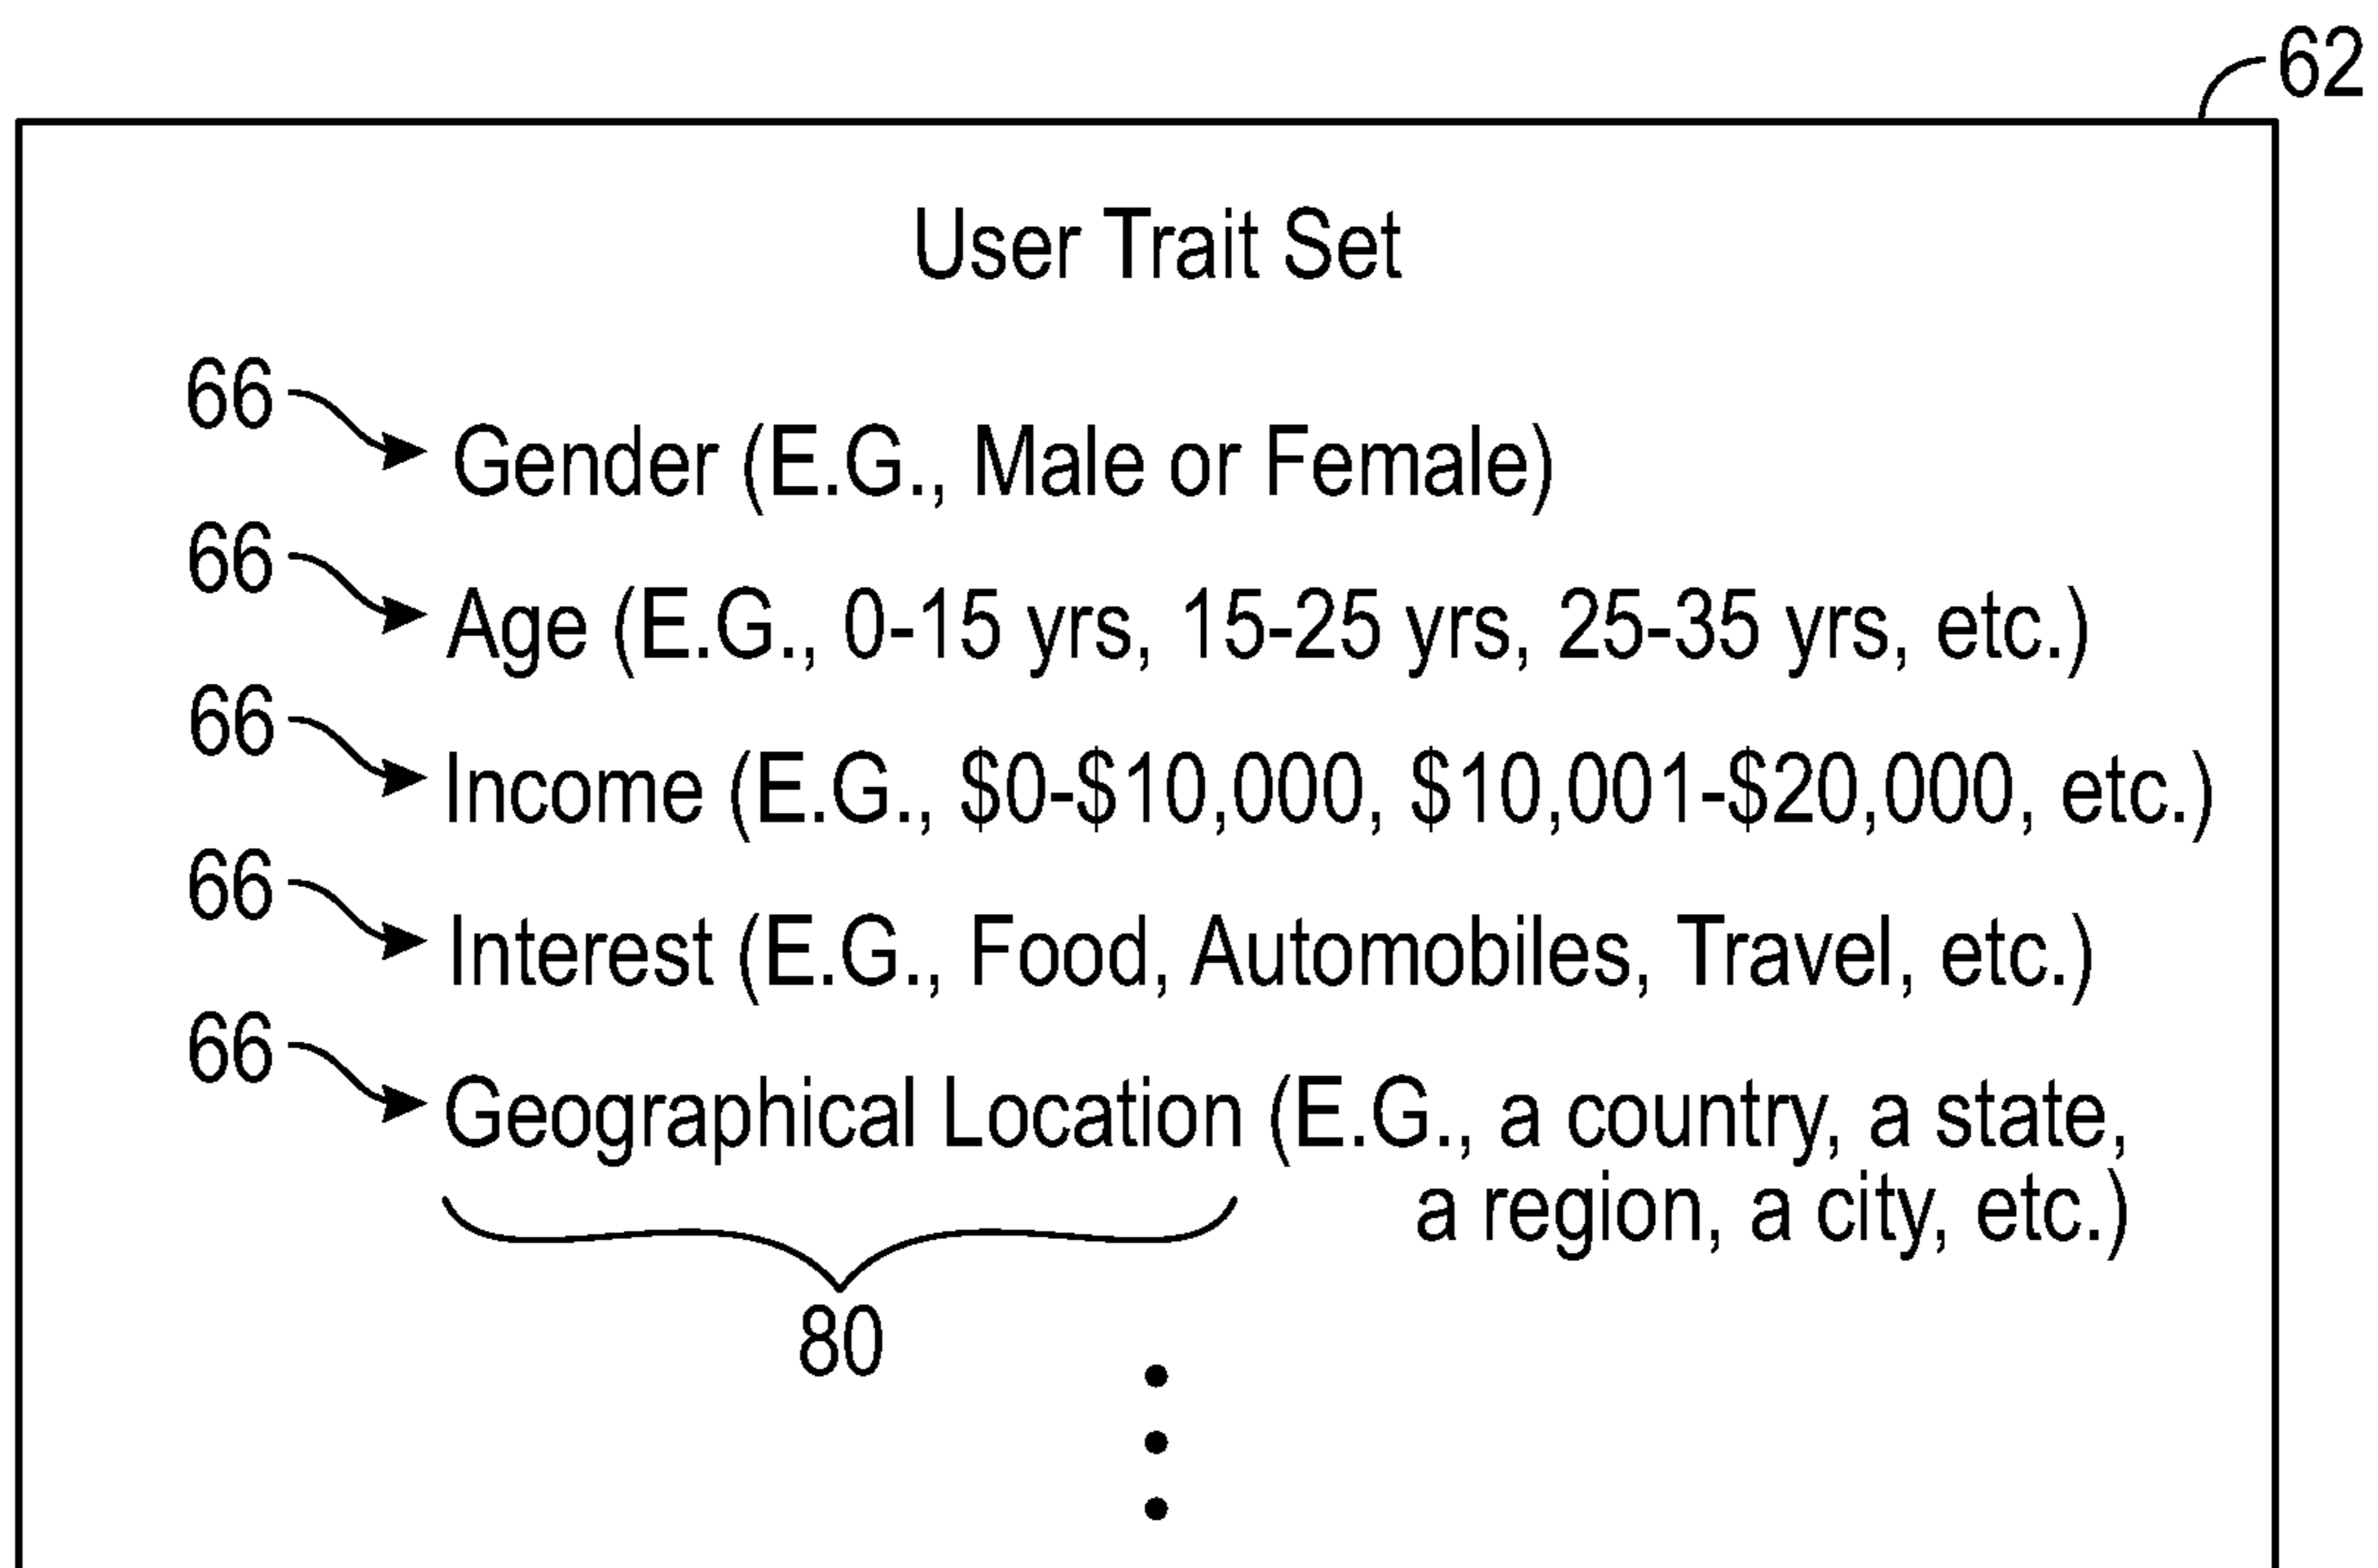 62
User Trait Set
66
Gender (E.G., Male or Female)
66
Age (E.G., 0-15 yrs, 15-25 yrs, 25-35 yrs, etc.)
66
Income (E.G., $0-$10,000, $10,001-$20,000, etc.)
66
Interest (E.G., Food, Automobiles, Travel, etc.)
66
Geographical Location (E.G., a country, a state,
a region, a city, etc.)
80